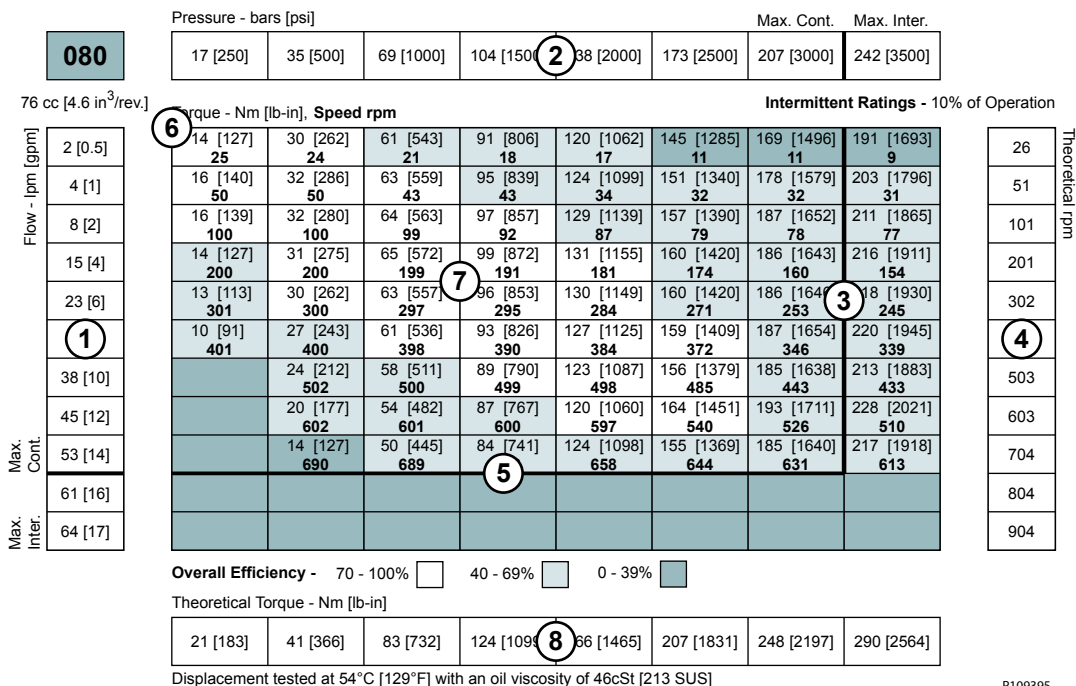 Pressure - bars [psi] Max. Cont. Max. Inter.
080 17 [250] 35 [500] 69 [1000] 104 [1500 2 38 [2000] 173 [2500] 207 [3000] 242 [3500]
76 cc [4.6 in3/rev.] Torque - Nm [lb-in], Speed rpm Intermittent Ratings - 10% of Operation
6
Flow - lpm [gpm]
Theoretical rpm
2 [0.5] 14 [127] 30 [262] 61 [543] 91 [806] 120 [1062] 145 [1285] 169 [1496] 191 [1693] 26
25 24 21 18 17 11 11 9
4 [1] 16 [140] 32 [286] 63 [559] 95 [839] 124 [1099] 151 [1340] 178 [1579] 203 [1796] 51
50 50 43 43 34 32 32 31
8 [2] 16 [139] 32 [280] 64 [563] 97 [857] 129 [1139] 157 [1390] 187 [1652] 211 [1865] 101
100 100 99 92 87 79 78 77
15 [4] 14 [127] 31 [275] 65 [572] 99 [872] 131 [1155] 160 [1420] 186 [1643] 216 [1911] 201
200 200 199 191 181 174 160 154
7
23 [6] 13 [113] 30 [262] 63 [557] 96 [853] 130 [1149] 160 [1420] 186 [164 3 18 [1930] 302
301 300 297 295 284 271 253 245
1 10 [91] 27 [243] 61 [536] 93 [826] 127 [1125] 159 [1409] 187 [1654] 220 [1945] 4
401 400 398 390 384 372 346 339
38 [10] 24 [212] 58 [511] 89 [790] 123 [1087] 156 [1379] 185 [1638] 213 [1883] 503
502 500 499 498 485 443 433
45 [12] 20 [177] 54 [482] 87 [767] 120 [1060] 164 [1451] 193 [1711] 228 [2021] 603
602 601 600 597 540 526 510
Max. Cont.
53 [14] 14 [127] 50 [445] 84 [741] 124 [1098] 155 [1369] 185 [1640] 217 [1918] 704
690 689 5 658 644 631 613
61 [16] 804
Max. Inter.
64 [17] 904
Overall Efficiency - 70 - 100% 40 - 69% 0 - 39%
Theoretical Torque - Nm [lb-in]
21 [183] 41 [366] 83 [732] 124 [109 8 66 [1465] 207 [1831] 248 [2197] 290 [2564]
Displacement tested at 54°C [129°F] with an oil viscosity of 46cSt [213 SUS]
P109395